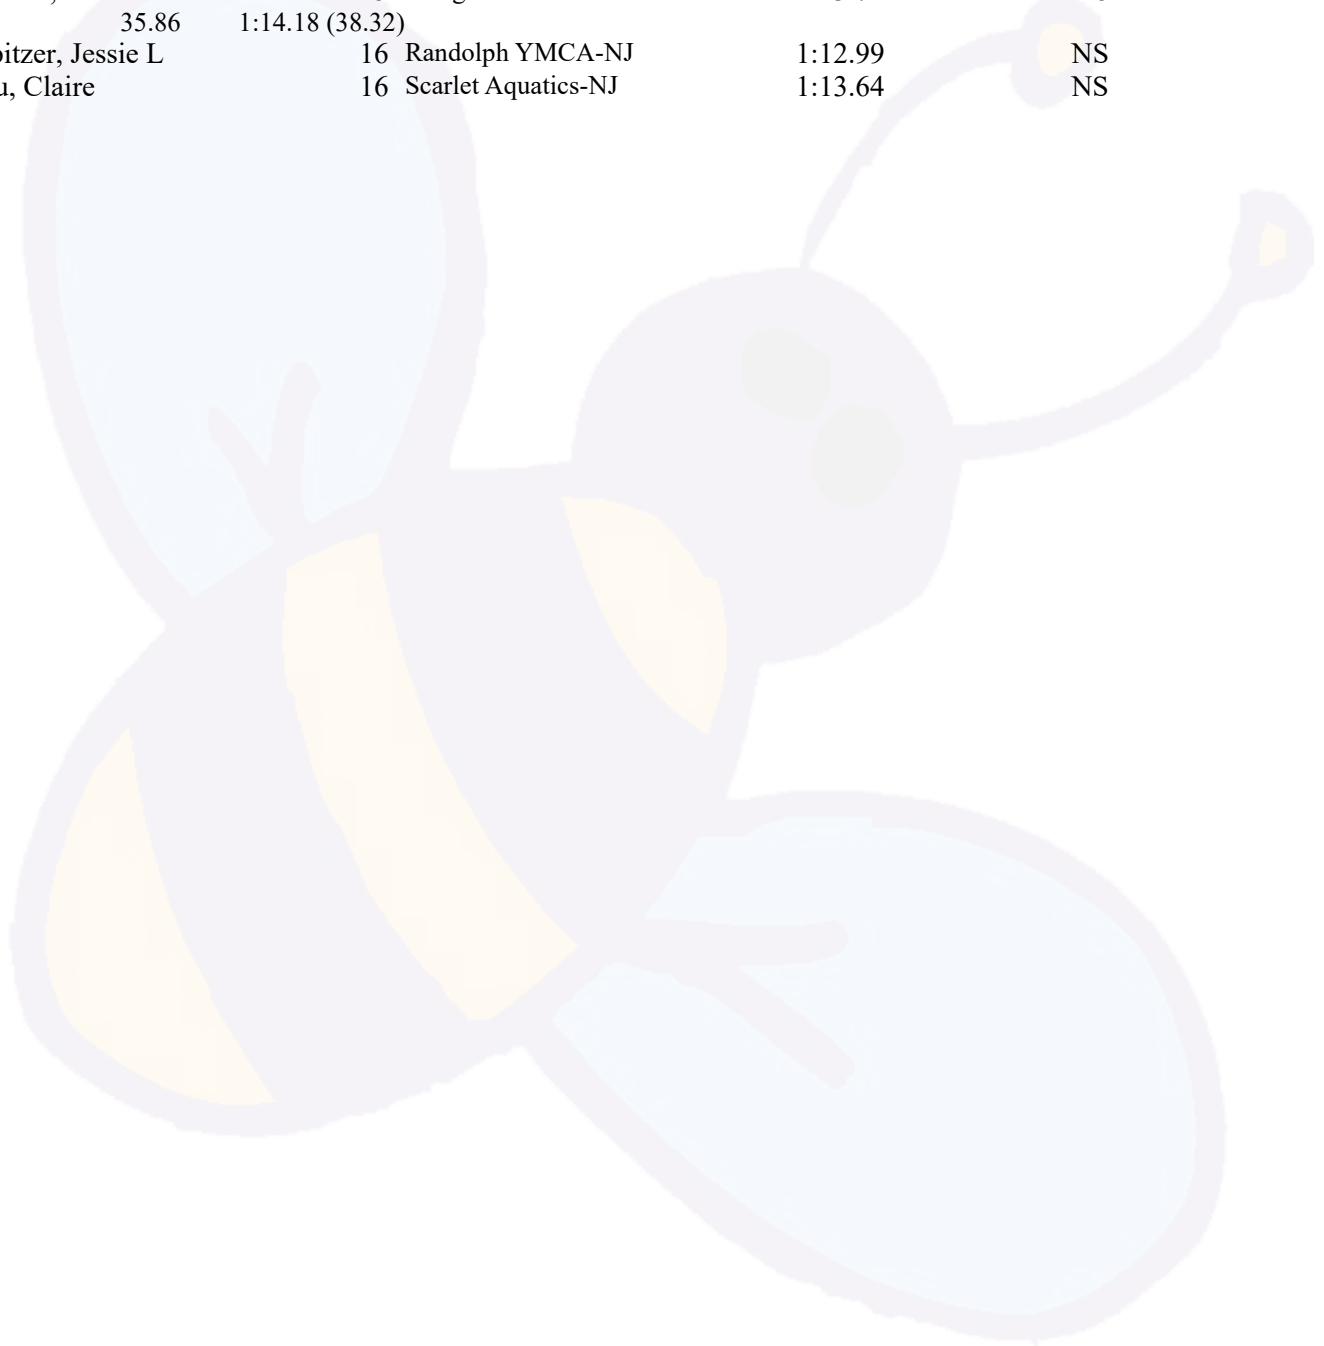 35.86 1:14.18 (38.32)
itzer, Jessie L 16 Randolph YMCA-NJ 1:12.99 NS
, Claire 16 Scarlet Aquatics-NJ 1:13.64 NS